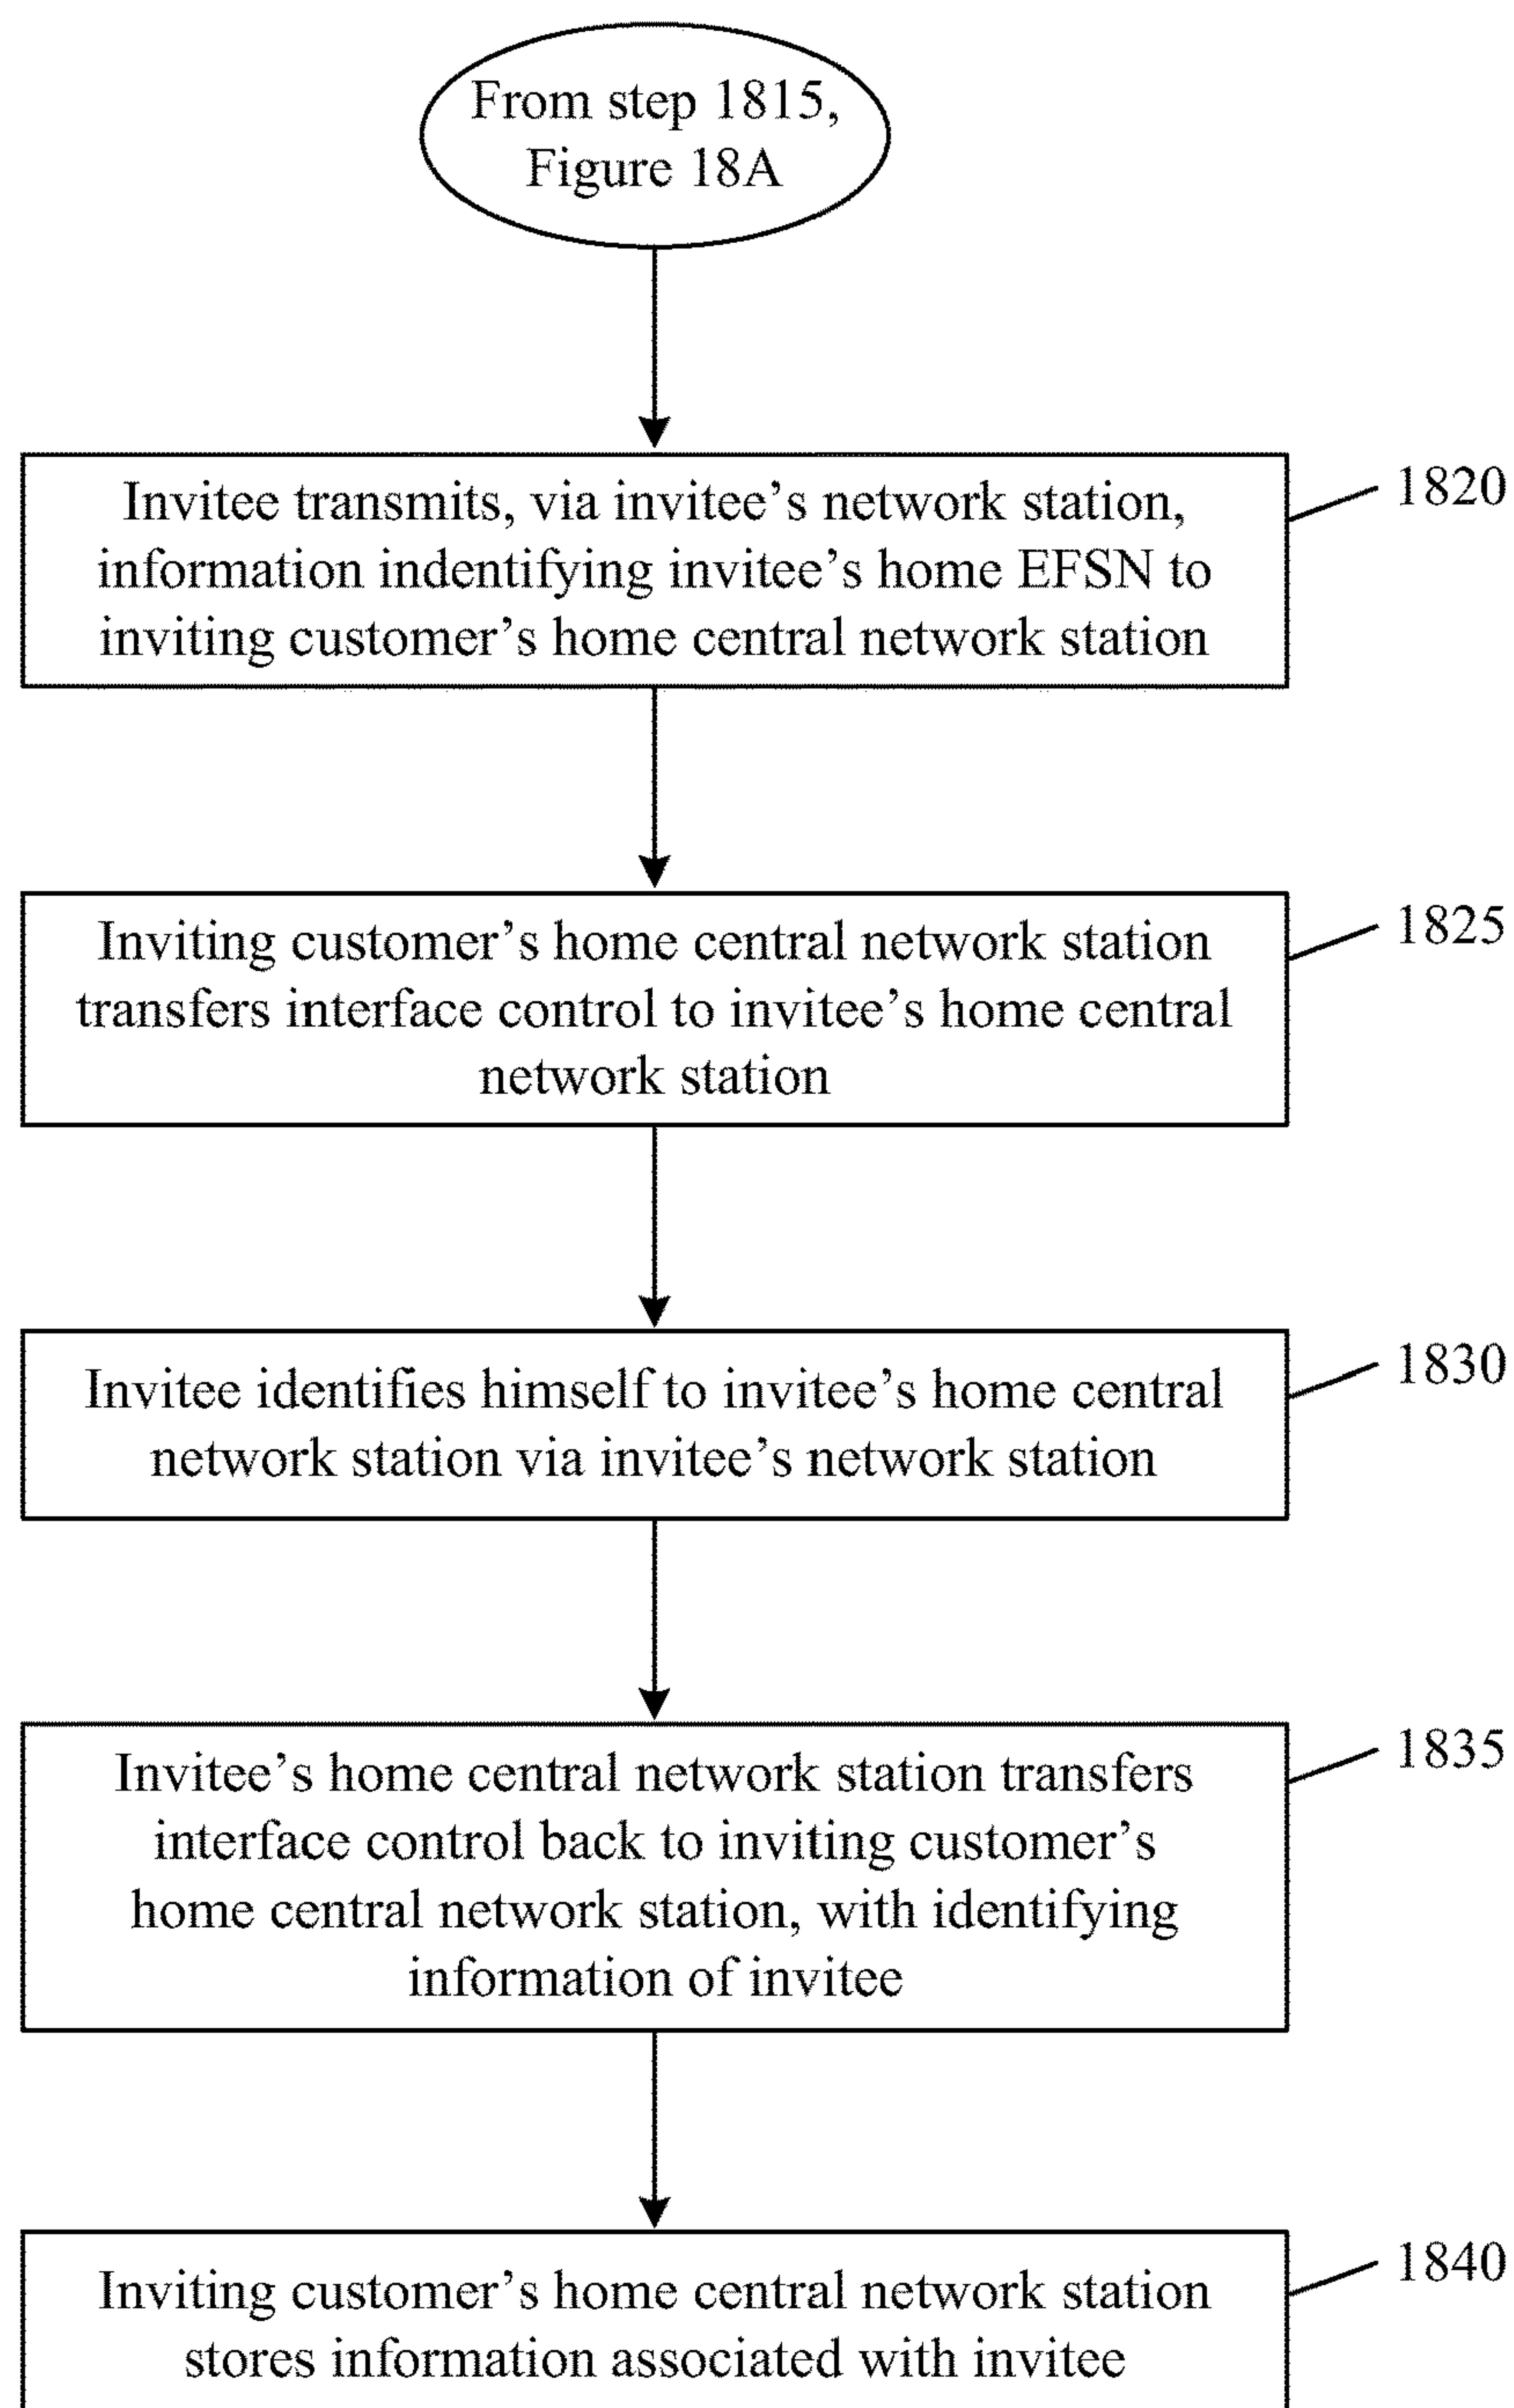 From step 1815,
Figure 18A
Invitee transmits, via invitee’s network station,
information indentifying invitee’s home EFSN to
inviting customer’s home central network station
1820
Inviting customer’s home central network station
transfers interface control to invitee’s home central
network station
1825
Invitee identifies himself to invitee’s home central
network station via invitee’s network station
1830
Invitee’s home central network station transfers
interface control back to inviting customer’s
home central network station, with identifying
information of invitee
1835
Inviting customer’s home central network station
stores information associated with invitee
1840